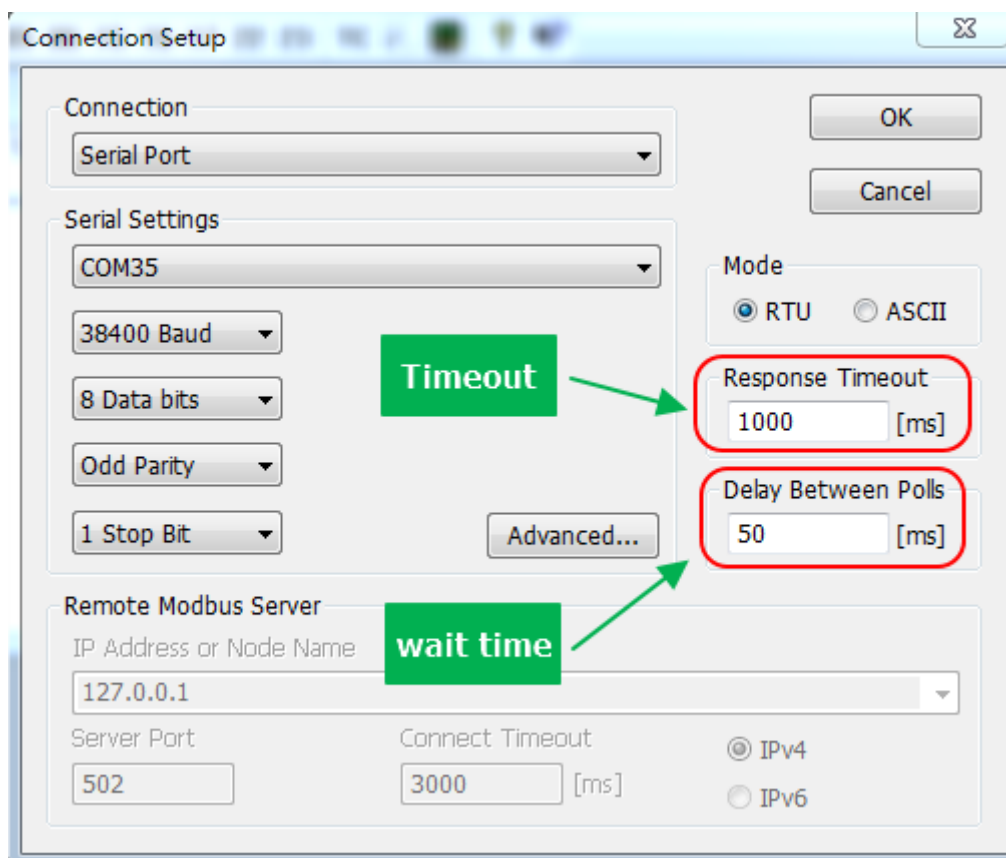 Connection Setup
Connection
OK
Serial Port
Cancel
Serial Settings
COM35
Mode
RTU
ASCII
38400 Baud
Timeout
Response Timeout
8 Data bits
1000
[ms]
Odd Parity
Delay Between Polls
1 Stop Bit
Advanced...
50
[ms]
Remote Modbus Server
IP Address or Node Name
wait time
127.0.0.1
Server Port
Connect Timeout
IPv4
502
3000
[ms]
IPv6